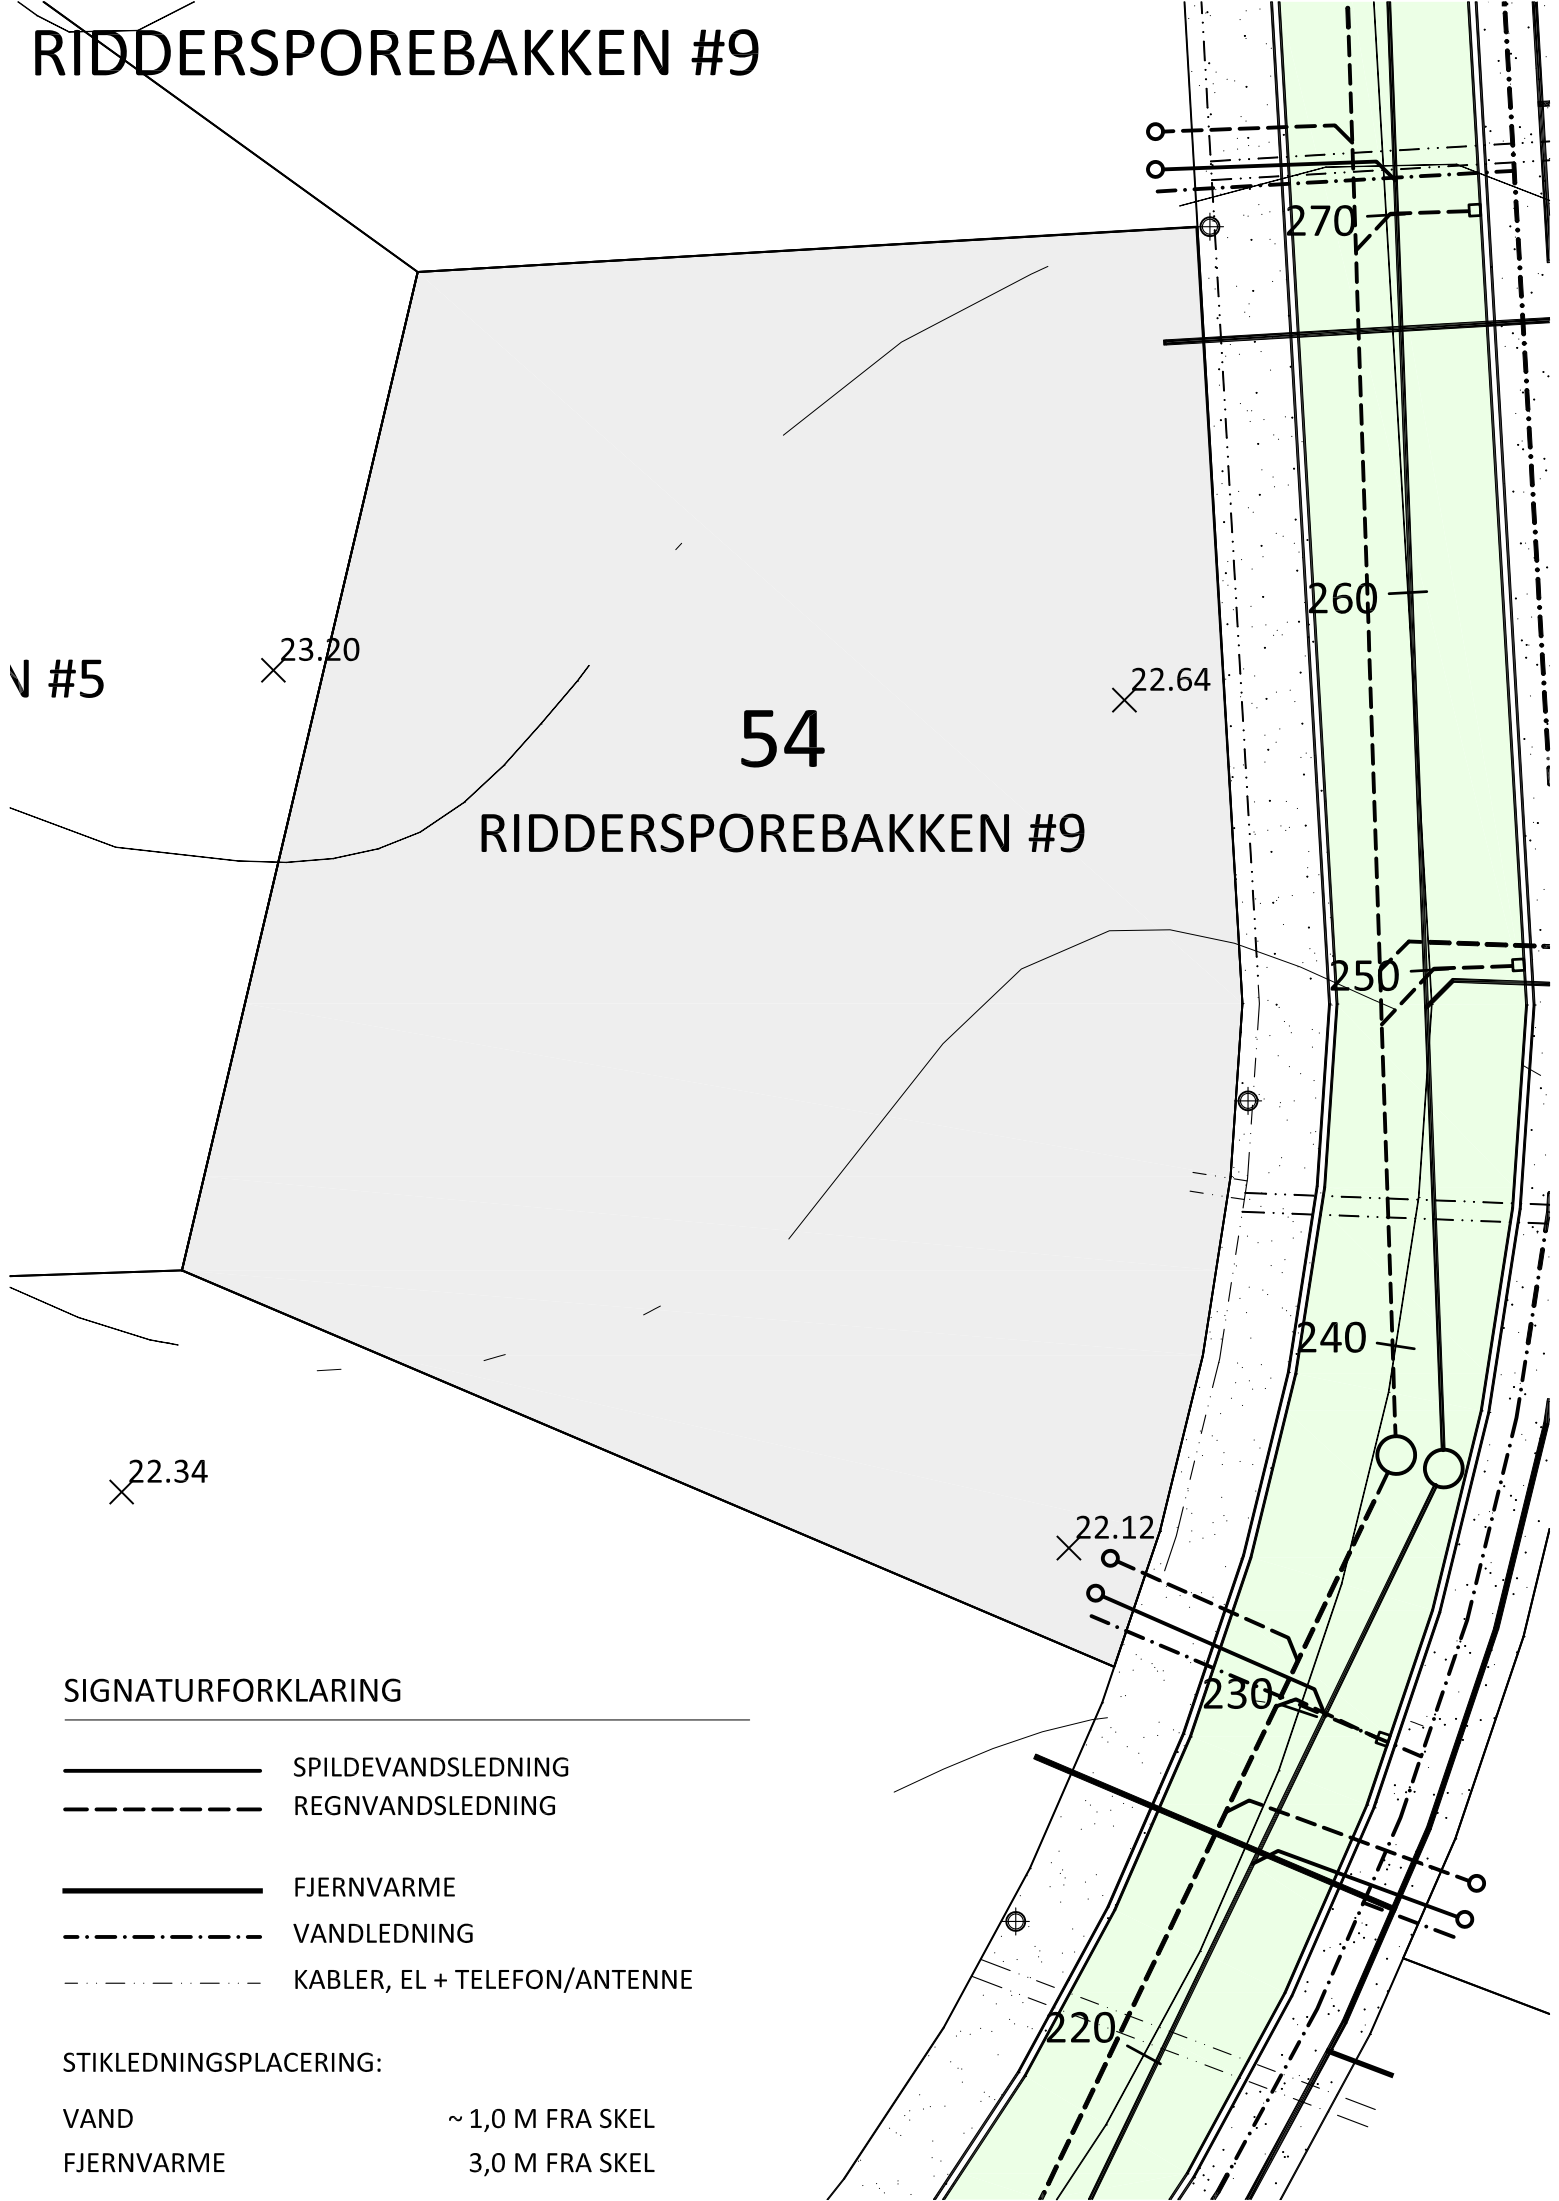 RIDDERSPOREBAKKEN #9
270
260
23.20
N #5
22.64
54
RIDDERSPOREBAKKEN #9
250
240
22.34
22.12
230
SIGNATURFORKLARING
SPILDEVANDSLEDNING
REGNVANDSLEDNING
FJERNVARME
VANDLEDNING
KABLER, EL + TELEFON/ANTENNE
220
STIKLEDNINGSPLACERING:
VAND ~ 1,0 M FRA SKEL
FJERNVARME 3,0 M FRA SKEL